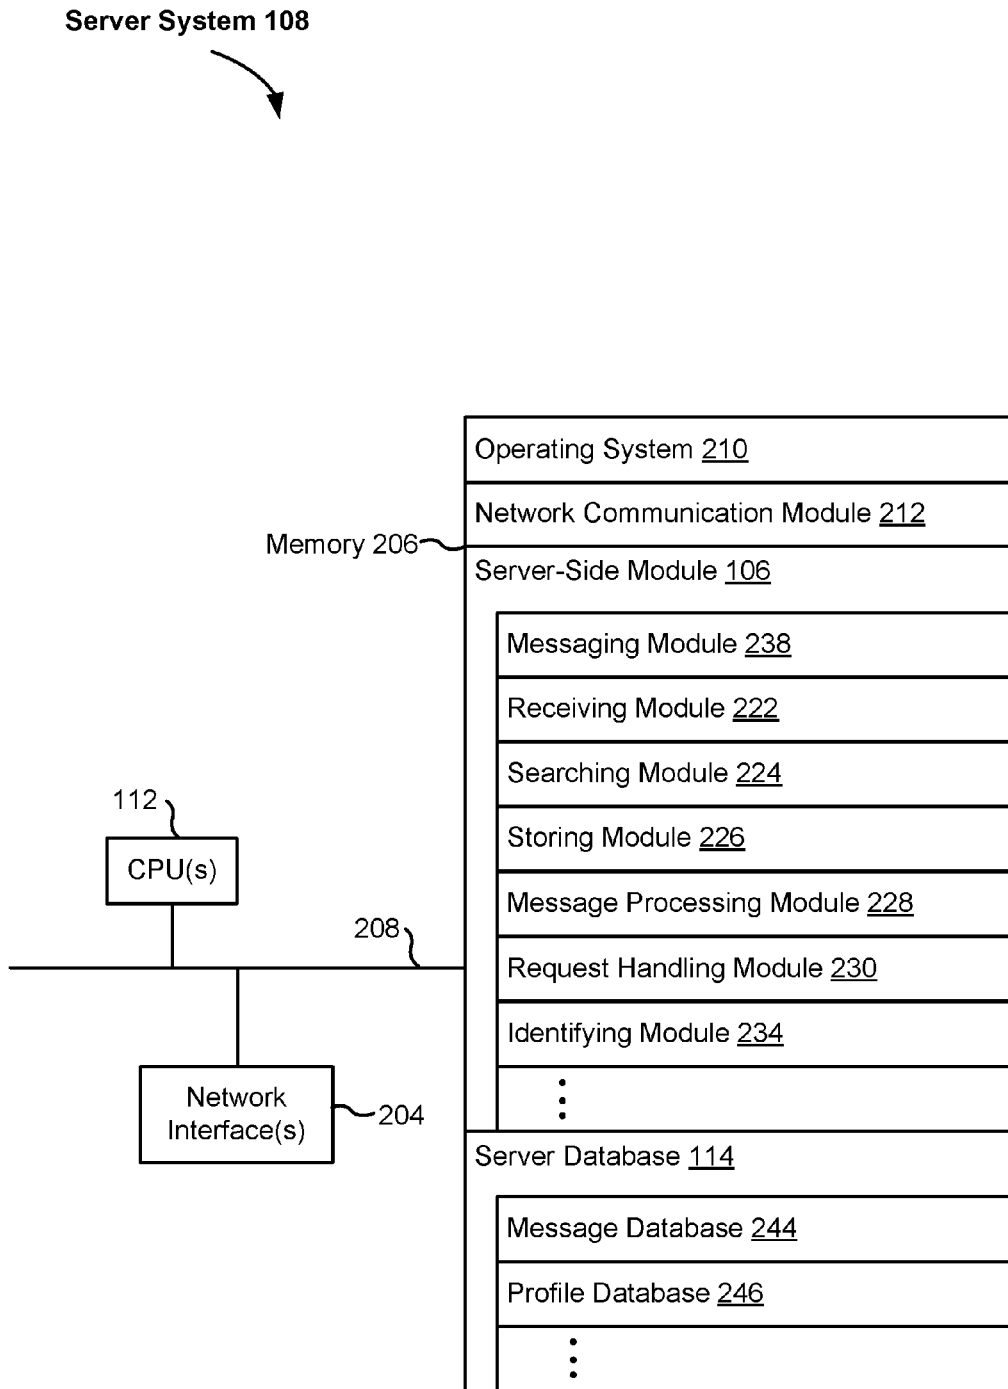 Server System 108
Operating System 210
Network Communication Module 212
Memory 206
Server-Side Module 106
Messaging Module 238
Receiving Module 222
Searching Module 224
112
Storing Module 226
CPU(s)
Message Processing Module 228
208
Request Handling Module 230
Identifying Module 234
Network
Interface(s)
204
Server Database 114
Message Database 244
Profile Database 246